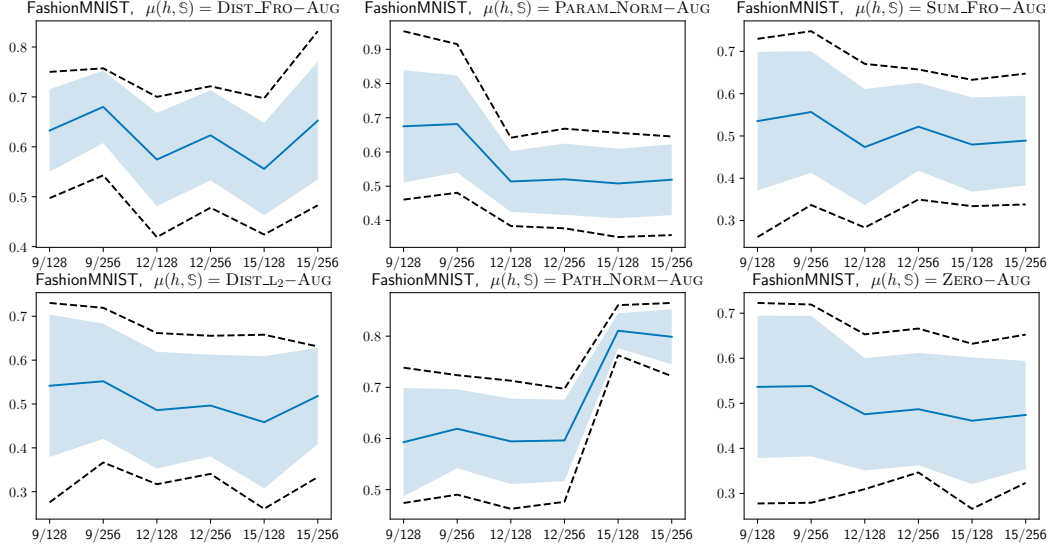 FashionMNIST, μ(h, 𝕊) = DIST_FRO−AUG
0.8
0.7
0.6
0.5
0.4
9/128 9/256 12/128 12/256 15/128 15/256
FashionMNIST, μ(h, 𝕊) = PARAM_NORM−AUG
0.9
0.8
0.7
0.6
0.5
0.4
9/128 9/256 12/128 12/256 15/128 15/256
FashionMNIST, μ(h, 𝕊) = SUM_FRO−AUG
0.7
0.6
0.5
0.4
0.3
9/128 9/256 12/128 12/256 15/128 15/256
FashionMNIST, μ(h, 𝕊) = DIST_L₂−AUG
0.7
0.6
0.5
0.4
0.3
9/128 9/256 12/128 12/256 15/128 15/256
FashionMNIST, μ(h, 𝕊) = PATH_NORM−AUG
0.8
0.7
0.6
0.5
9/128 9/256 12/128 12/256 15/128 15/256
FashionMNIST, μ(h, 𝕊) = ZERO−AUG
0.7
0.6
0.5
0.4
0.3
9/128 9/256 12/128 12/256 15/128 15/256